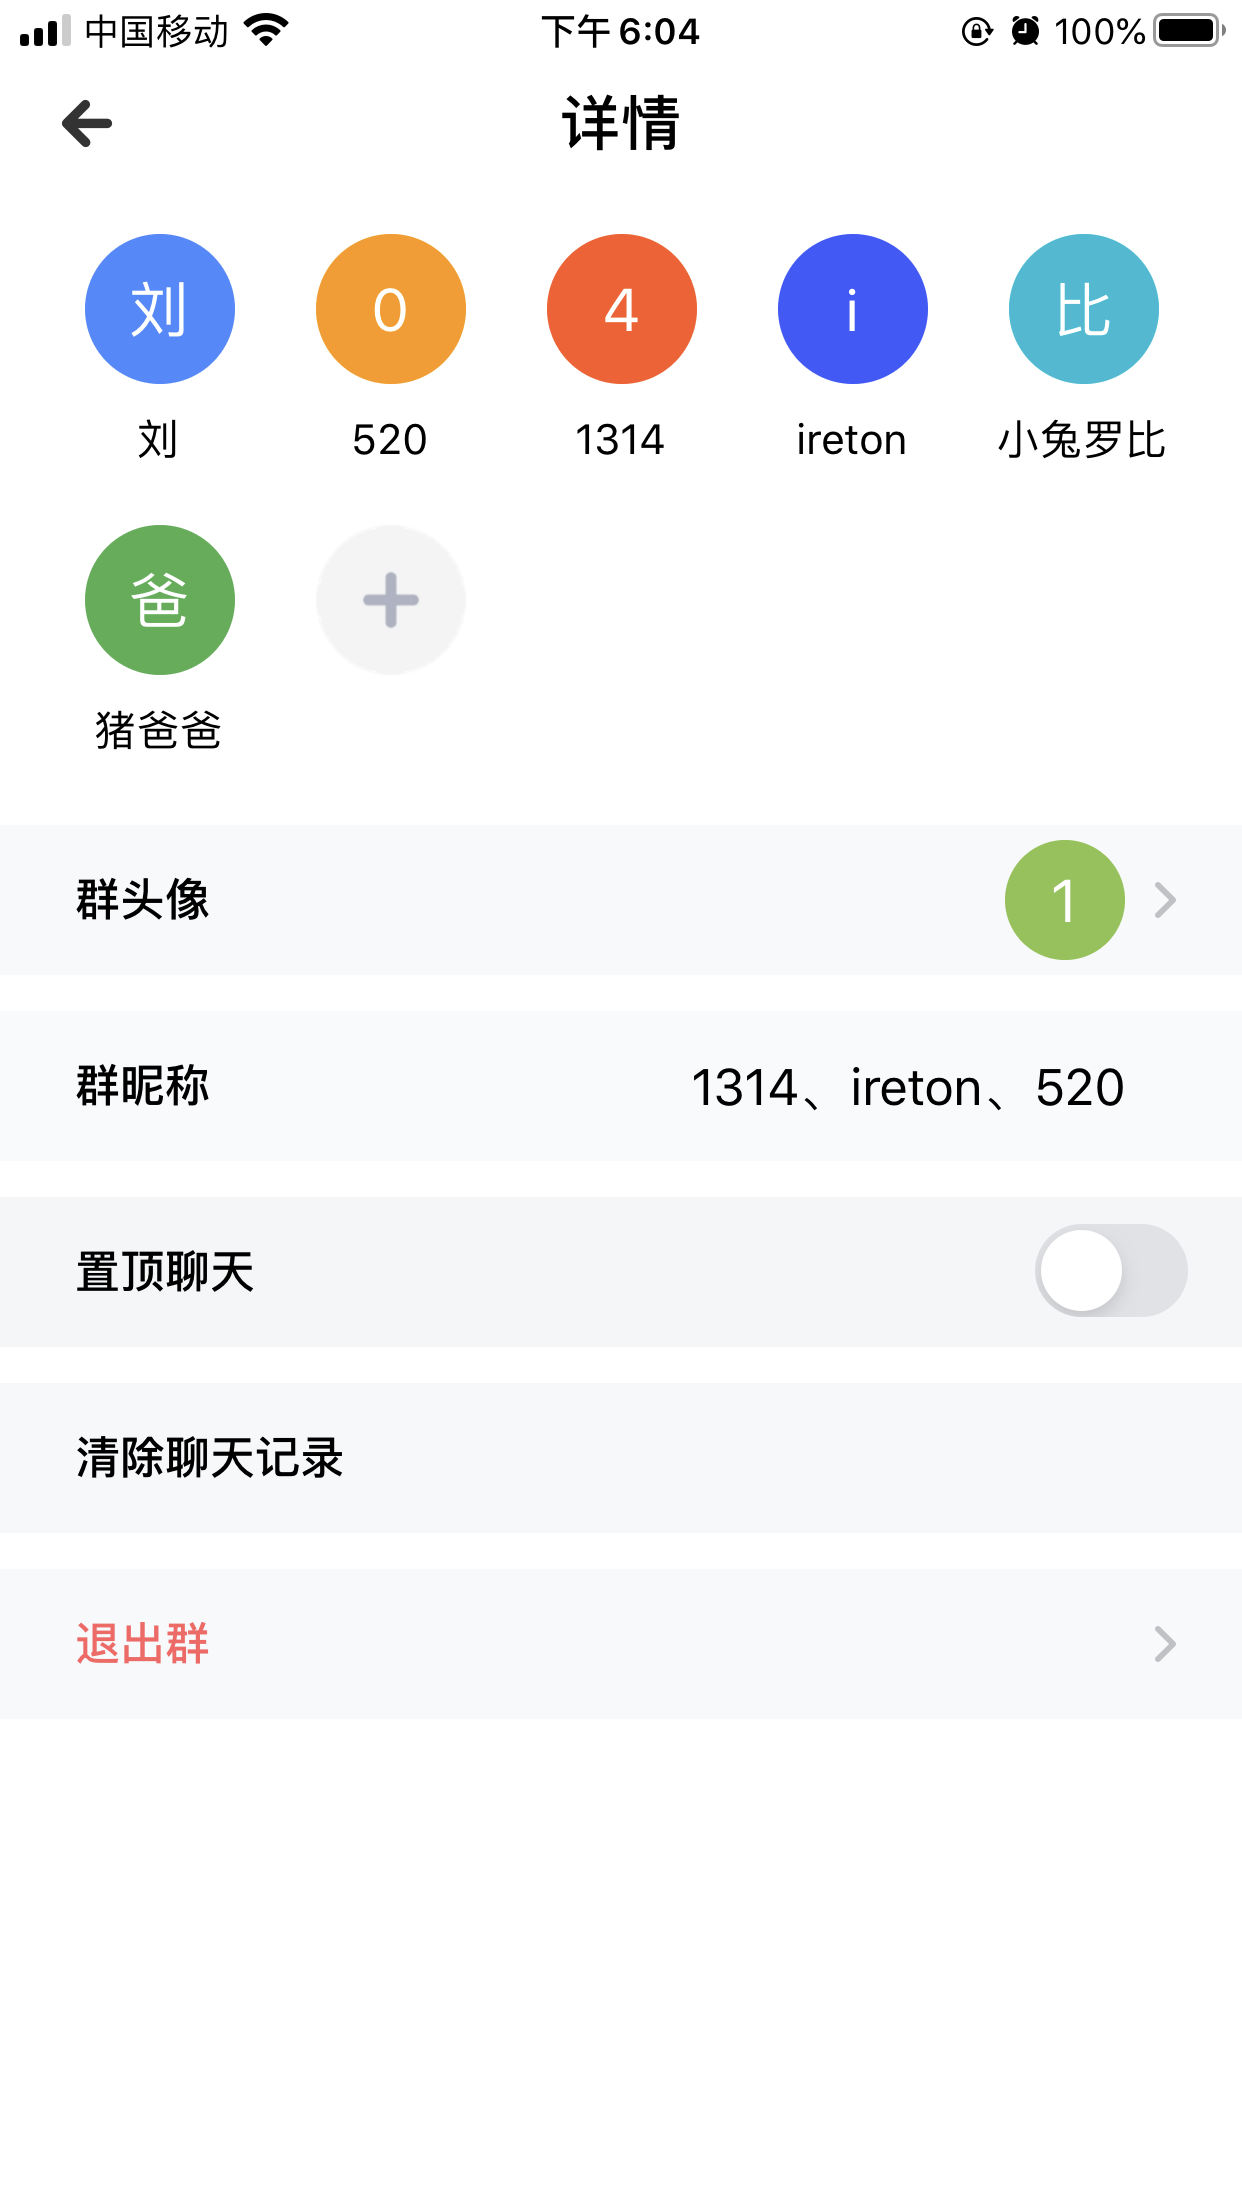 中国移动 下午 6:04 100%
详情
刘 0 4 i 比
刘 520 1314 ireton 小兔罗比
爸
猪爸爸
群头像 1
群昵称 1314、ireton、520
置顶聊天
清除聊天记录
退出群